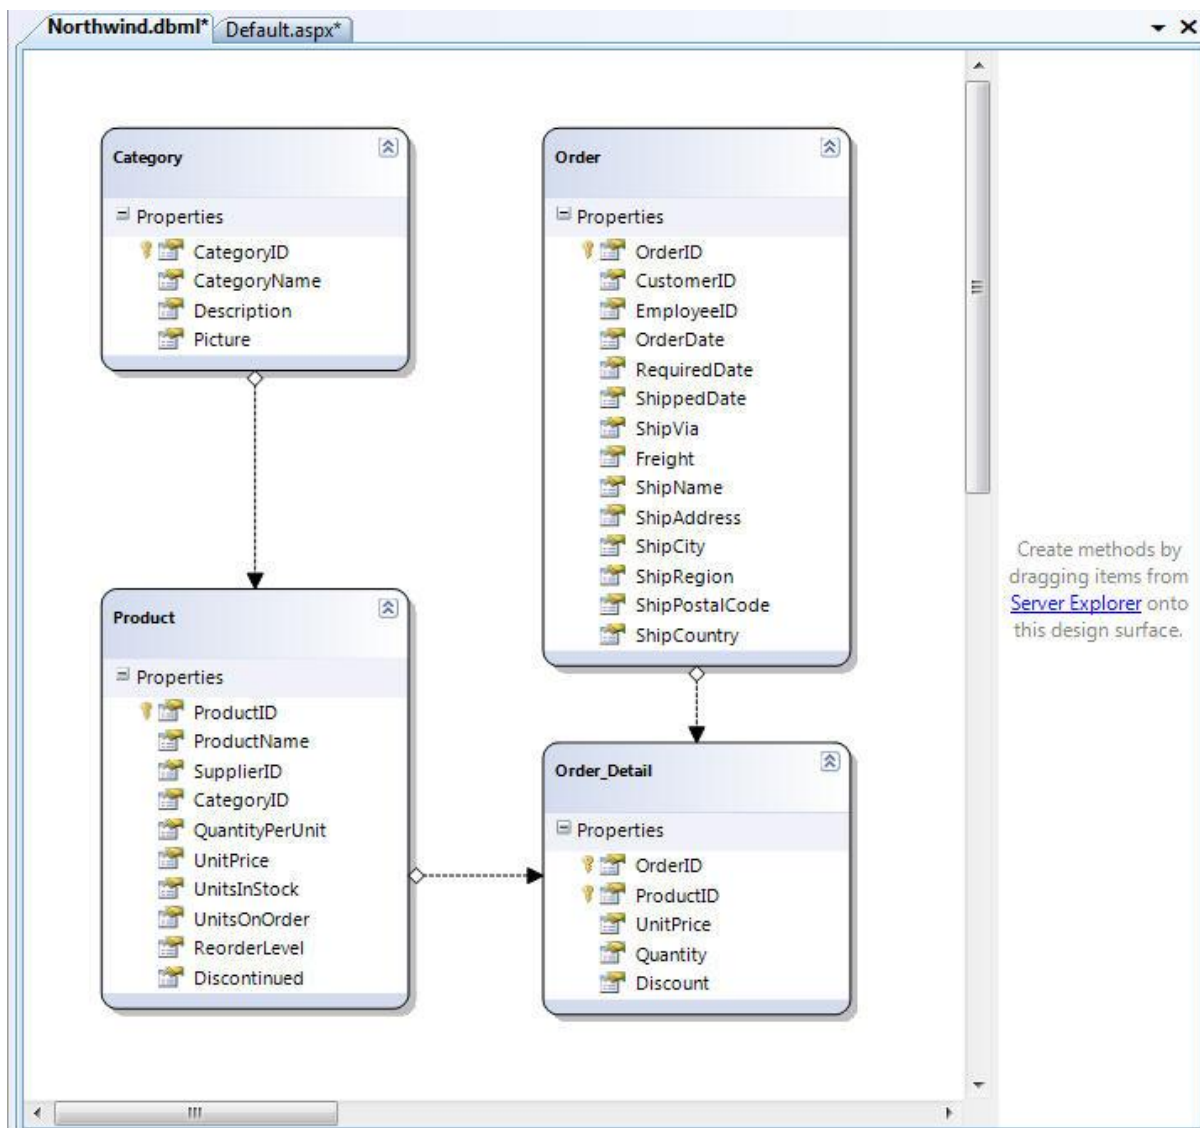 Northwind.dbml* Default.aspx*
Category
Properties
CategoryID
CategoryName
Description
Picture
Order
Properties
OrderID
CustomerID
EmployeeID
OrderDate
RequiredDate
ShippedDate
ShipVia
Freight
ShipName
ShipAddress
ShipCity
ShipRegion
ShipPostalCode
ShipCountry
Product
Properties
ProductID
ProductName
SupplierID
CategoryID
QuantityPerUnit
UnitPrice
UnitsInStock
UnitsOnOrder
ReorderLevel
Discontinued
Order_Detail
Properties
OrderID
ProductID
UnitPrice
Quantity
Discount
Create methods by
dragging items from
Server Explorer onto
this design surface.